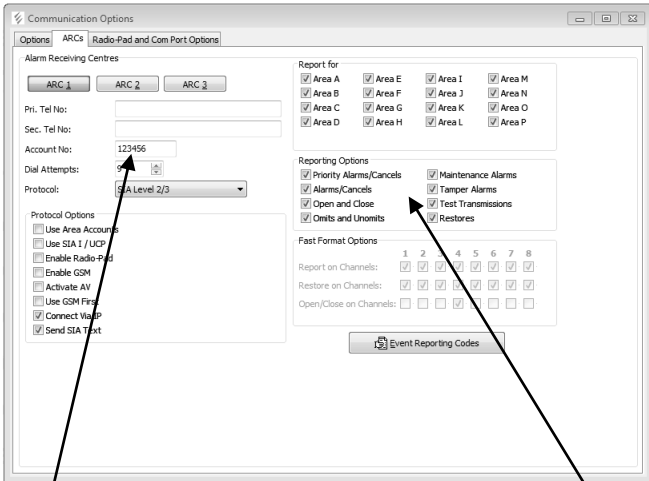 Communication Options
Options ARCs Radio-Pad and Com Port Options
Alarm Receiving Centres
ARC 1 ARC 2 ARC 3
Pri. Tel No:
Sec. Tel No:
Account No: 123456
Dial Attempts: 9
Protocol: SIA Level 2/3
Protocol Options
Use Area Accounts
Use SIA I / UCP
Enable Radio-Pad
Enable GSM
Activate AV
Use GSM First
Connect Via IP
Send SIA Text
Report for
Area A Area E Area I Area M
Area B Area F Area J Area N
Area C Area G Area K Area O
Area D Area H Area L Area P
Reporting Options
Priority Alarms/Cancels Maintenance Alarms
Alarms/Cancels Tamper Alarms
Open and Close Test Transmissions
Omits and Unomits Restores
Fast Format Options
1 2 3 4 5 6 7 8
Report on Channels:
Restore on Channels:
Open/Close on Channels:
Event Reporting Codes